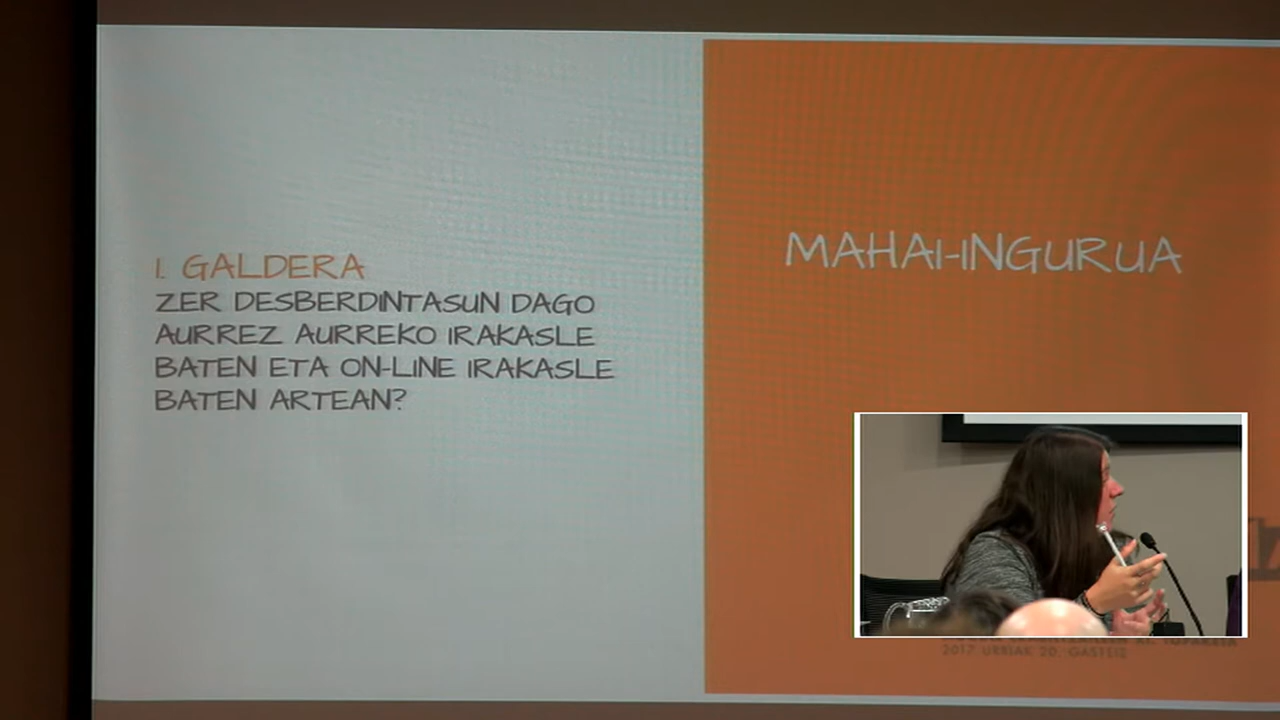 1. GALDERA
ZER DESBERDINTASUN DAGO
AURREZ AURREKO IRAKASLE
BATEN ETA ON-LINE IRAKASLE
BATEN ARTEAN?
MAHAI-INGURUA
2017 URRIAK 20. GASTEIZ